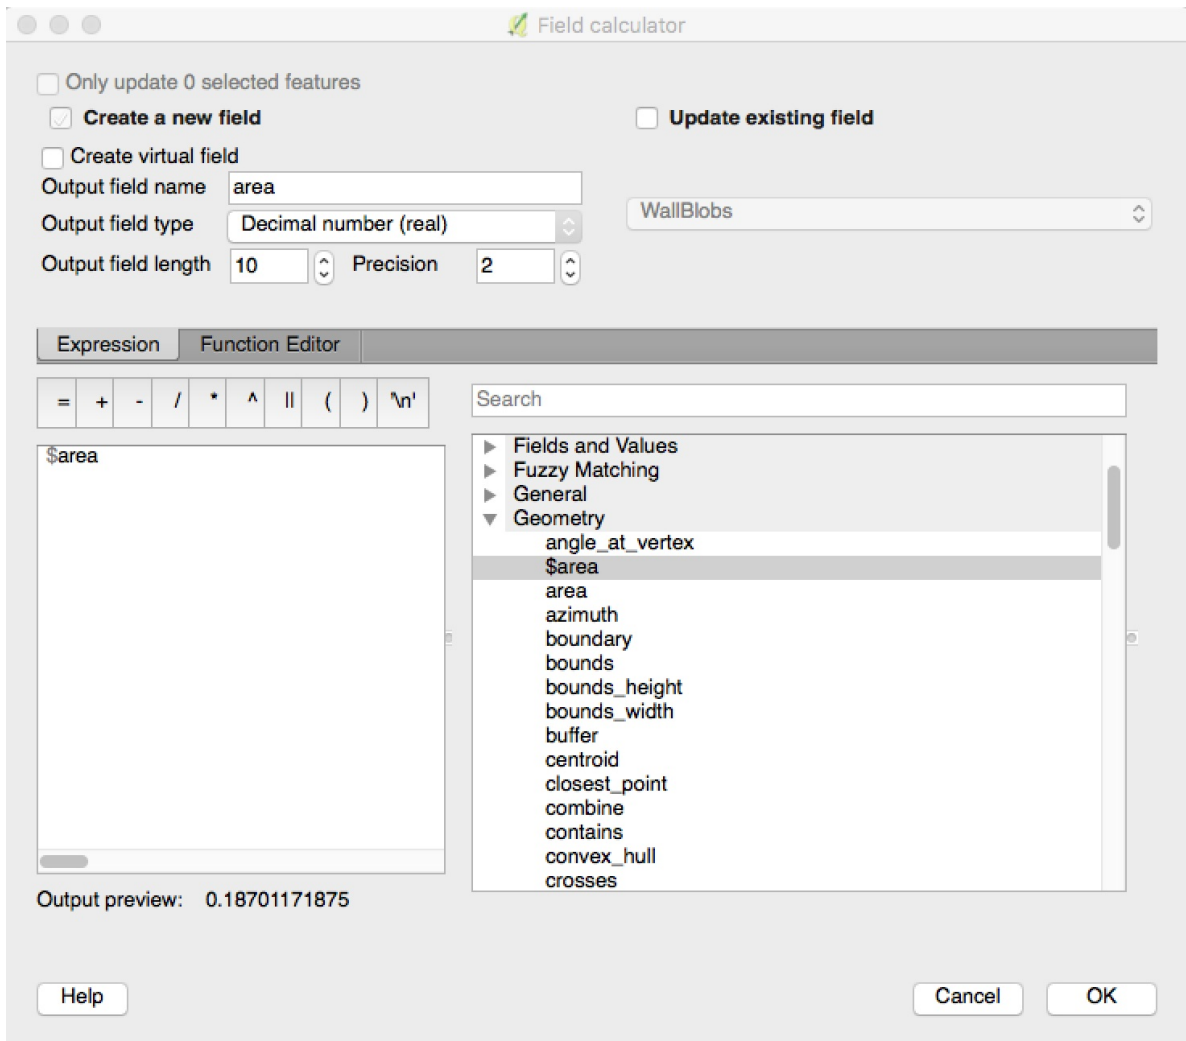 Field calculator
Only update 0 selected features
Create a new field
Update existing field
Create virtual field
Output field name area
WallBlobs
Output field type Decimal number (real)
Output field length 10 Precision 2
Expression Function Editor
= + - / * ^ || ( ) '\n'
Search
$area
Fields and Values
Fuzzy Matching
General
Geometry
angle_at_vertex
$area
area
azimuth
boundary
bounds
bounds_height
bounds_width
buffer
centroid
closest_point
combine
contains
convex_hull
crosses
Output preview: 0.18701171875
Help Cancel OK